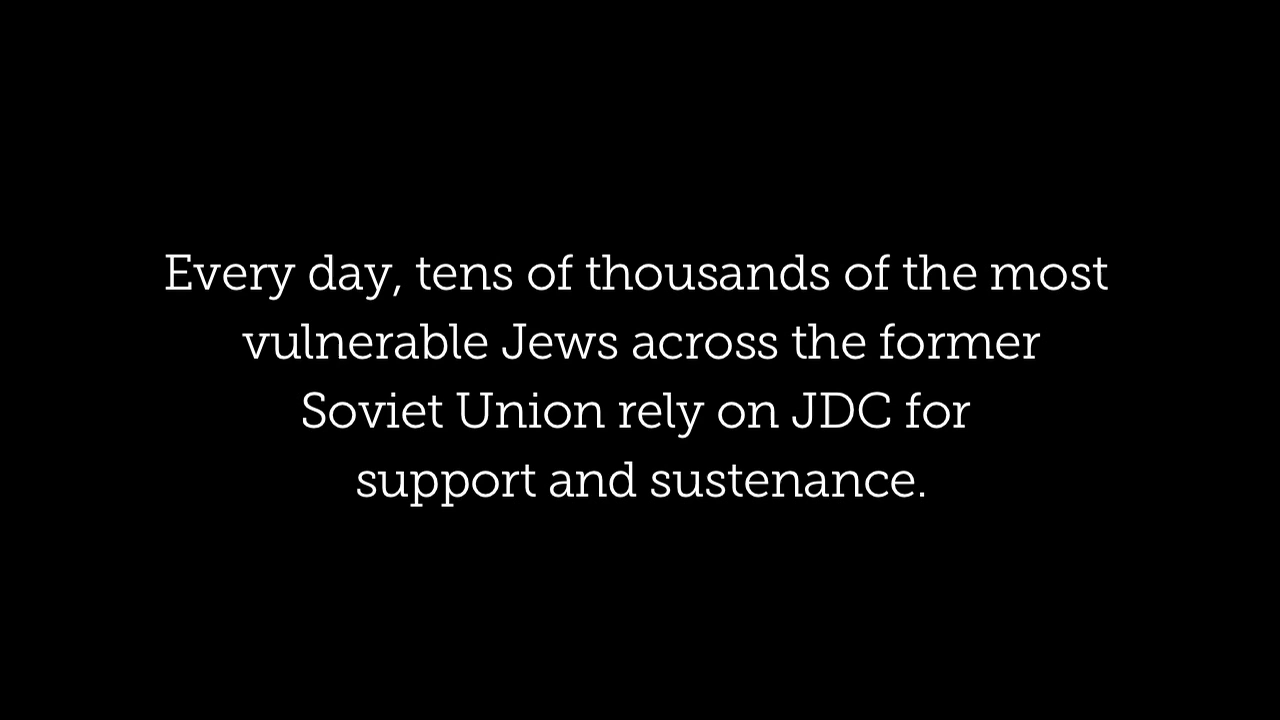 Every day, tens of thousands of the most
vulnerable Jews across the former
Soviet Union rely on JDC for
support and sustenance.